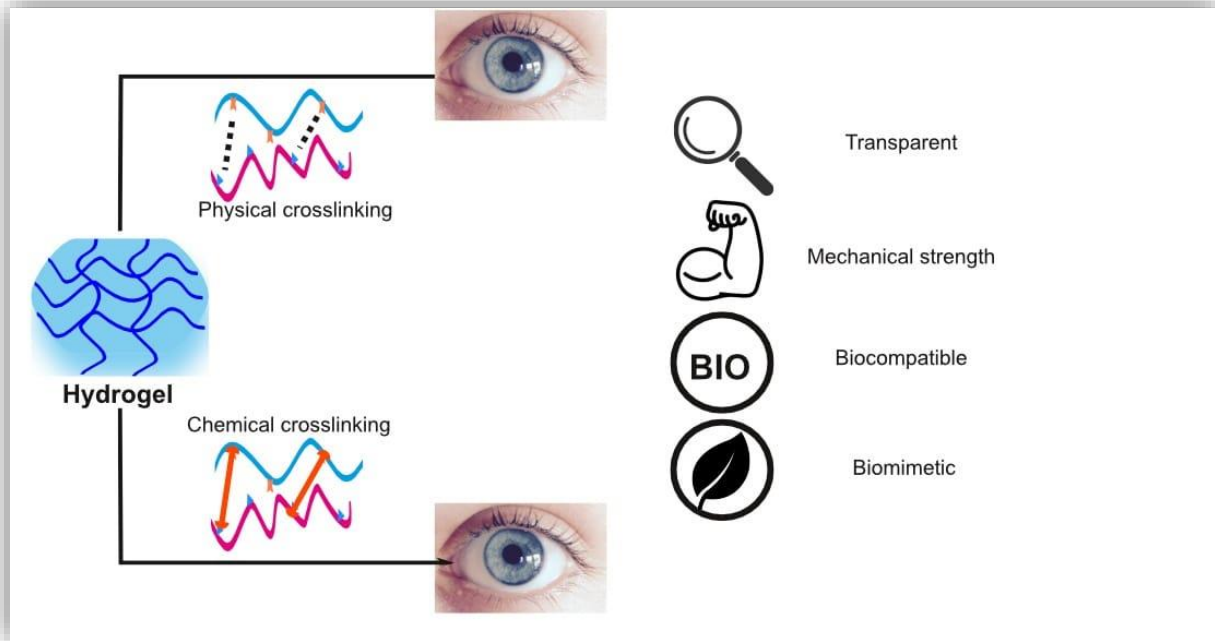 Physical crosslinking
Hydrogel
Chemical crosslinking
Transparent
Mechanical strength
BIO
Biocompatible
Biomimetic